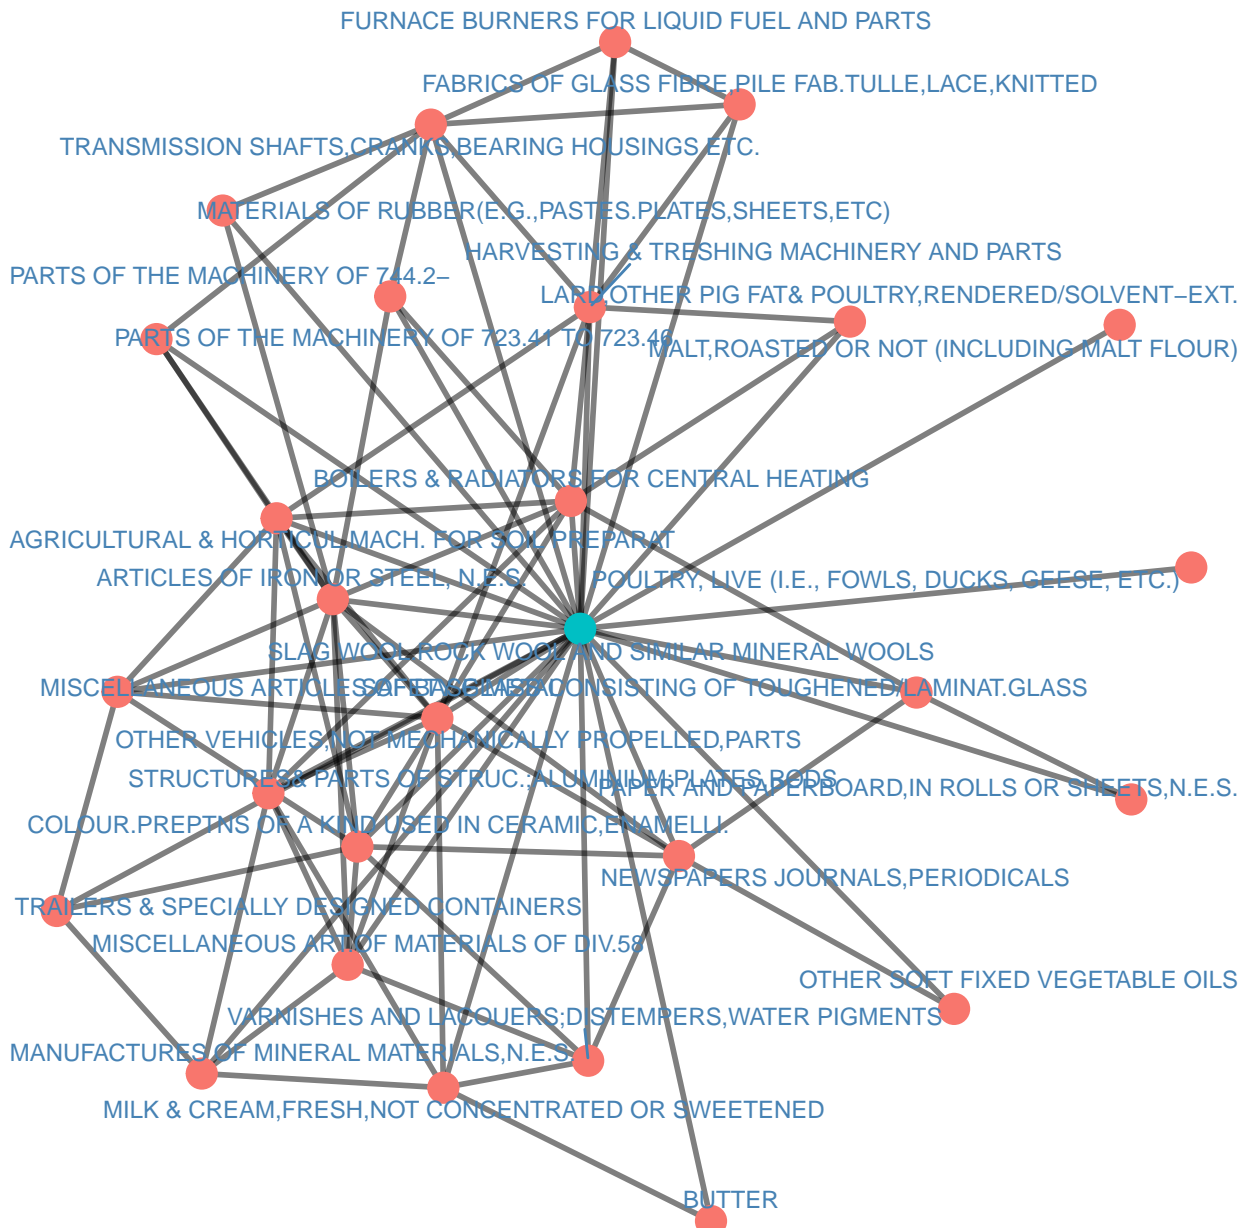 FURNACE BURNERS FOR LIQUID FUEL AND PARTS
FABRICS OF GLASS FIBRE,PILE FAB.TULLE,LACE,KNITTED
TRANSMISSION SHAFTS,CRANKS,BEARING HOUSINGS ETC.
MATERIALS OF RUBBER(E.G.,PASTES.PLATES,SHEETS,ETC)
HARVESTING & TRESHING MACHINERY AND PARTS
PARTS OF THE MACHINERY OF 744.2–
LARD,OTHER PIG FAT& POULTRY,RENDERED/SOLVENT–EXT.
PARTS OF THE MACHINERY OF 723.41 TO 723.46
MALT,ROASTED OR NOT (INCLUDING MALT FLOUR)
BOILERS & RADIATORS FOR CENTRAL HEATING
AGRICULTURAL & HORTICUL.MACH. FOR SOIL PREPARAT
ARTICLES OF IRON OR STEEL, N.E.S.
POULTRY, LIVE (I.E., FOWLS, DUCKS, GEESE, ETC.)
SLAG WOOL,ROCK WOOL AND SIMILAR MINERAL WOOLS
MISCELLANEOUS ARTICLES OF BASE METAL
SAFETY GLASS CONSISTING OF TOUGHENED/LAMINAT.GLASS
OTHER VEHICLES,NOT MECHANICALLY PROPELLED,PARTS
STRUCTURES& PARTS OF STRUC.;ALUMINIUM;PLATES,RODS
PAPER AND PAPERBOARD,IN ROLLS OR SHEETS,N.E.S.
COLOUR.PREPTNS OF A KIND USED IN CERAMIC,ENAMELLI.
NEWSPAPERS JOURNALS,PERIODICALS
TRAILERS & SPECIALLY DESIGNED CONTAINERS
MISCELLANEOUS ART.OF MATERIALS OF DIV.58
OTHER SOFT FIXED VEGETABLE OILS
VARNISHES AND LACQUERS;DISTEMPERS,WATER PIGMENTS
MANUFACTURES OF MINERAL MATERIALS,N.E.S.
MILK & CREAM,FRESH,NOT CONCENTRATED OR SWEETENED
BUTTER